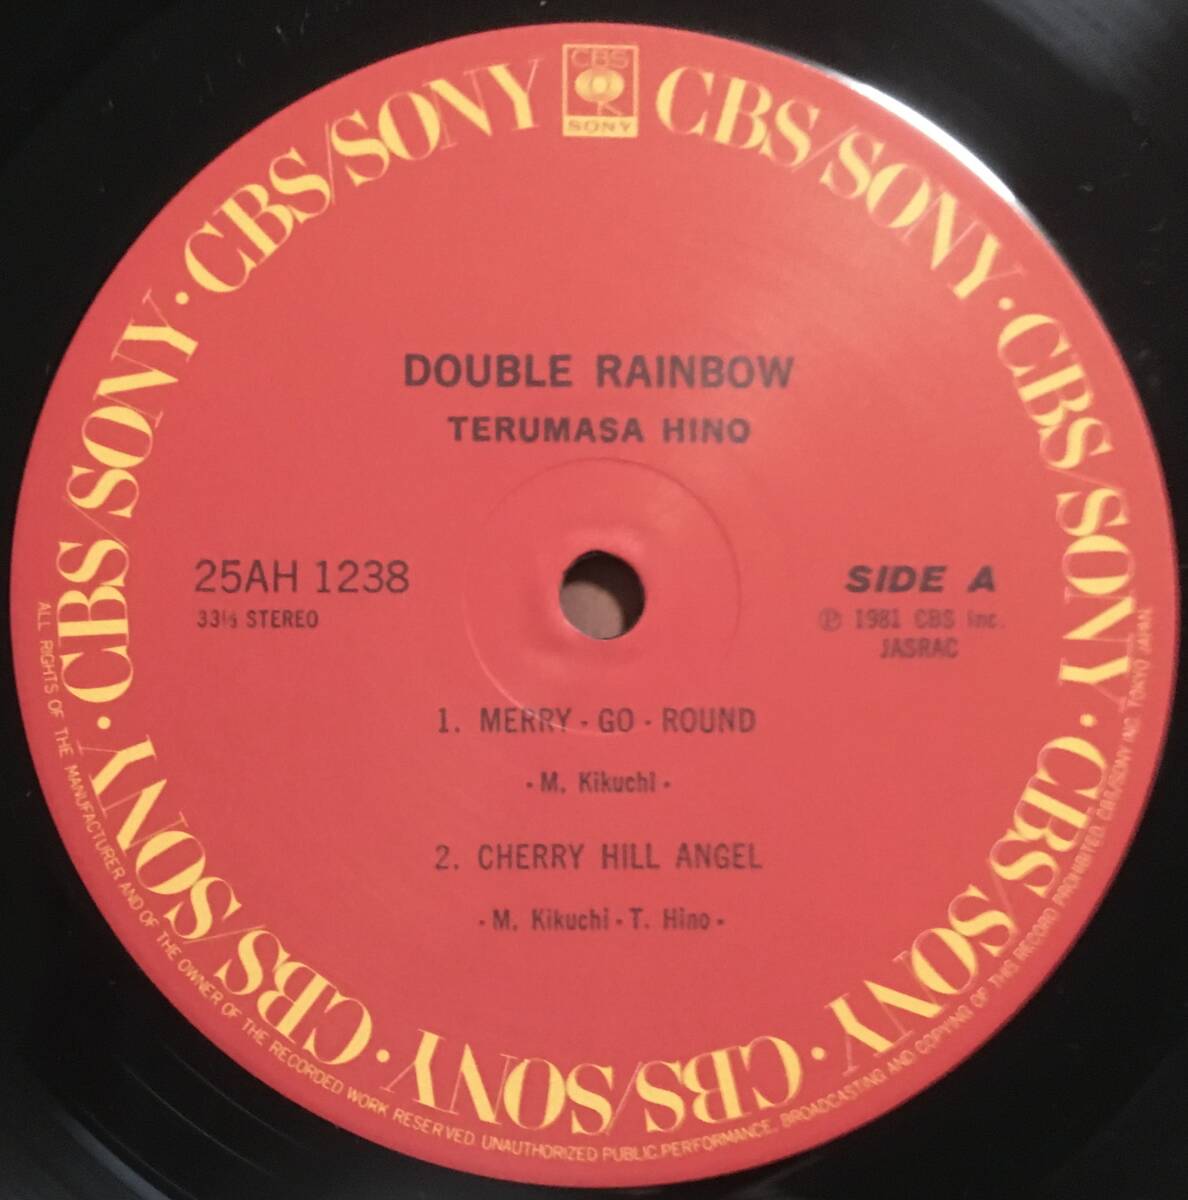 CBS
SONY
CBS/SONY · CBS/SONY · CBS/SONY · CBS/SONY · CBS/SONY · CBS/SONY · CBS/SONY · CBS/SONY
DOUBLE RAINBOW
TERUMASA HINO
25AH 1238
33⅓ STEREO
SIDE A
Ⓟ 1981 CBS Inc.
JASRAC
1. MERRY - GO - ROUND
- M. Kikuchi -
2. CHERRY HILL ANGEL
- M. Kikuchi - T. Hino -
ALL RIGHTS OF THE MANUFACTURER AND OF THE OWNER OF THE RECORDED WORK RESERVED UNAUTHORIZED PUBLIC PERFORMANCE, BROADCASTING AND COPYING OF THIS RECORD PROHIBITED CBS/SONY INC. TOKYO JAPAN